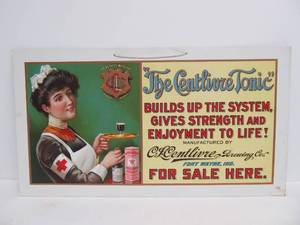 "The Centlivre Tonic"
BUILDS UP THE SYSTEM,
GIVES STRENGTH AND
ENJOYMENT TO LIFE!
MANUFACTURED BY
C.L. Centlivre Brewing Co.
FORT WAYNE, IND.
FOR SALE HERE.